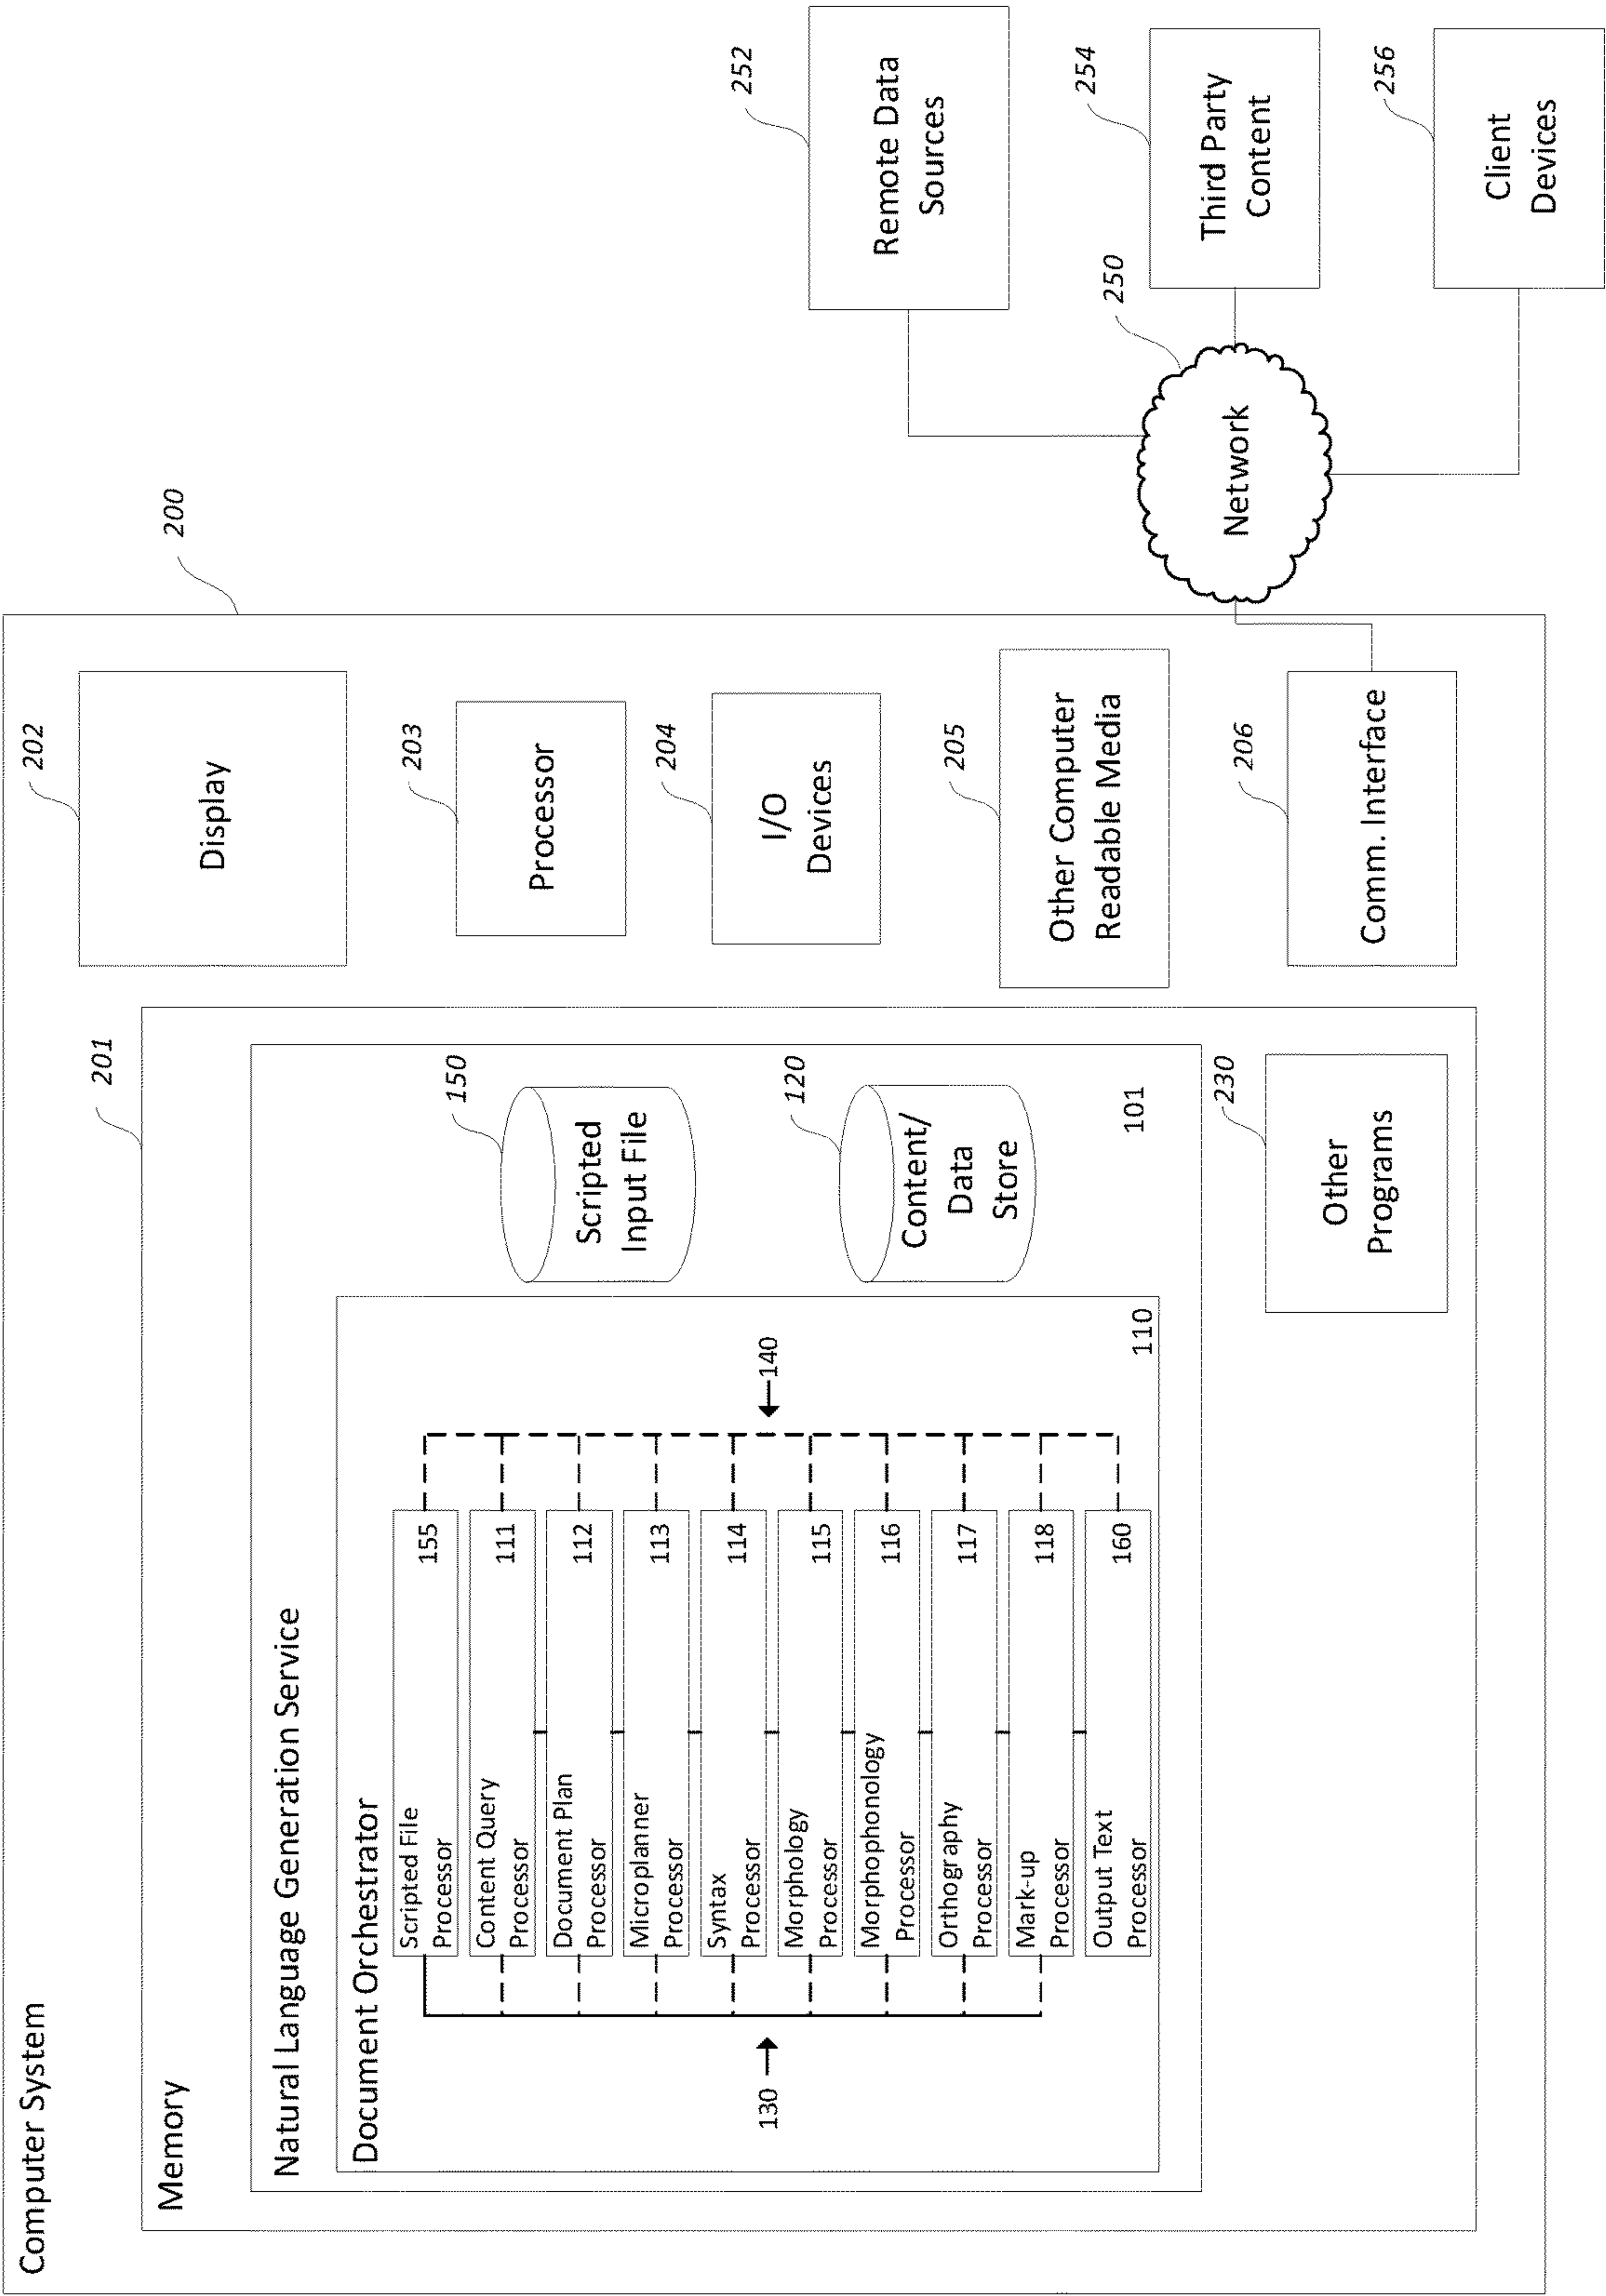 Computer System
200
Memory
201
Natural Language Generation Service
Document Orchestrator
Scripted File
Processor
155
Content Query
Processor
111
Document Plan
Processor
112
Microplanner
Processor
113
Syntax
Processor
114
Morphology
Processor
115
Morphophonology
Processor
116
Orthography
Processor
117
Mark-up
Processor
118
Output Text
Processor
160
130
140
110
150
Scripted
Input File
120
Content/
Data
Store
101
230
Other
Programs
202
Display
203
Processor
204
I/O
Devices
205
Other Computer
Readable Media
206
Comm. Interface
250
Network
252
Remote Data
Sources
254
Third Party
Content
256
Client
Devices